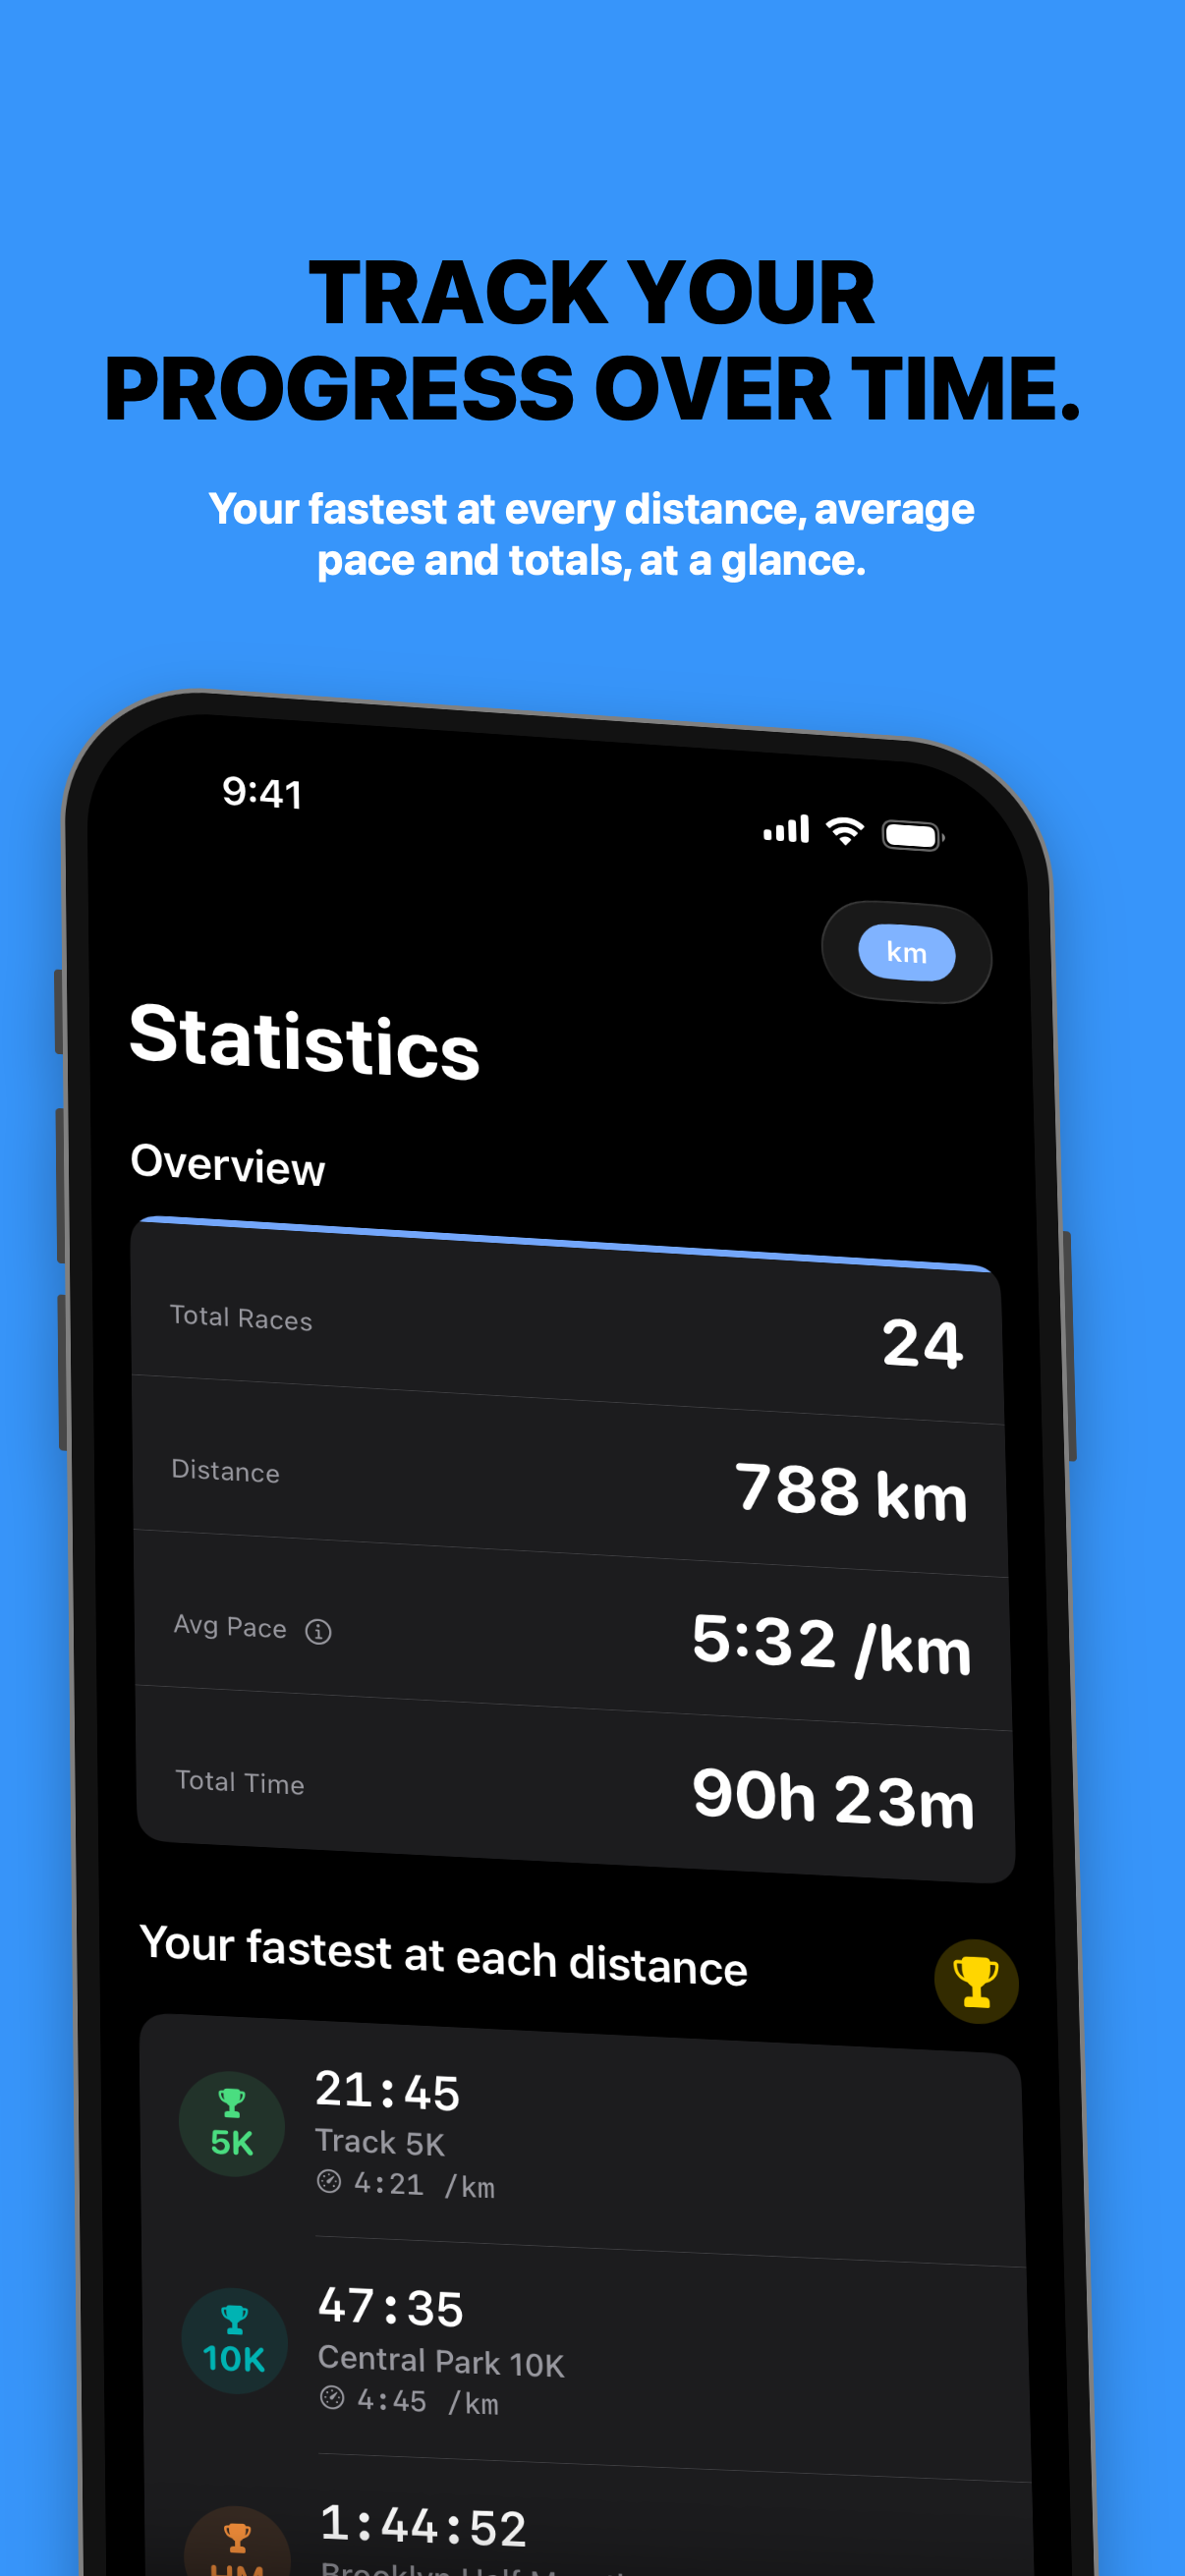 TRACK YOUR
PROGRESS OVER TIME.
Your fastest at every distance, average
pace and totals, at a glance.
9:41
km
Statistics
Overview
Total Races 24
Distance 788 km
Avg Pace 5:32 /km
Total Time 90h 23m
Your fastest at each distance
5K
21:45
Track 5K
4:21 /km
10K
47:35
Central Park 10K
4:45 /km
HM
1:44:52
Brooklyn Half